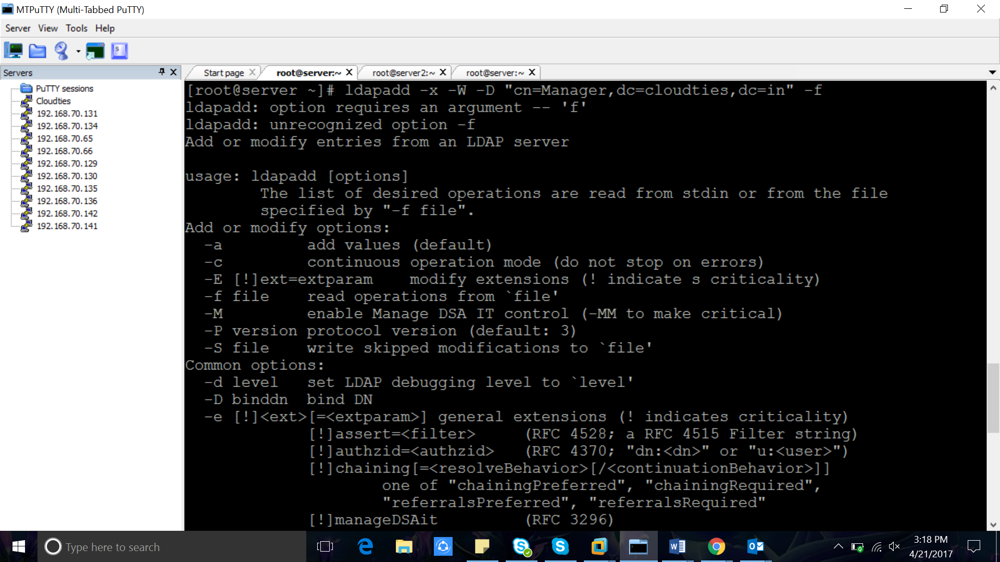 MTPuTTY (Multi-Tabbed PuTTY)
Server View Tools Help
Servers
PuTTY sessions
Cloudties
192.168.70.131
192.168.70.134
192.168.70.65
192.168.70.66
192.168.70.129
192.168.70.130
192.168.70.135
192.168.70.136
192.168.70.142
192.168.70.141
Start page root@server:~ root@server2:~ root@server:~
[root@server ~]# ldapadd -x -W -D "cn=Manager,dc=cloudties,dc=in" -f
ldapadd: option requires an argument -- 'f'
ldapadd: unrecognized option -f
Add or modify entries from an LDAP server
usage: ldapadd [options]
The list of desired operations are read from stdin or from the file
specified by "-f file".
Add or modify options:
-a add values (default)
-c continuous operation mode (do not stop on errors)
-E [!]ext=extparam modify extensions (! indicate s criticality)
-f file read operations from `file'
-M enable Manage DSA IT control (-MM to make critical)
-P version protocol version (default: 3)
-S file write skipped modifications to `file'
Common options:
-d level set LDAP debugging level to `level'
-D binddn bind DN
-e [!]<ext>[=<extparam>] general extensions (! indicates criticality)
[!]assert=<filter> (RFC 4528; a RFC 4515 Filter string)
[!]authzid=<authzid> (RFC 4370; "dn:<dn>" or "u:<user>")
[!]chaining[=<resolveBehavior>[/<continuationBehavior>]]
one of "chainingPreferred", "chainingRequired",
"referralsPreferred", "referralsRequired"
[!]manageDSAit (RFC 3296)
Type here to search
3:18 PM
4/21/2017